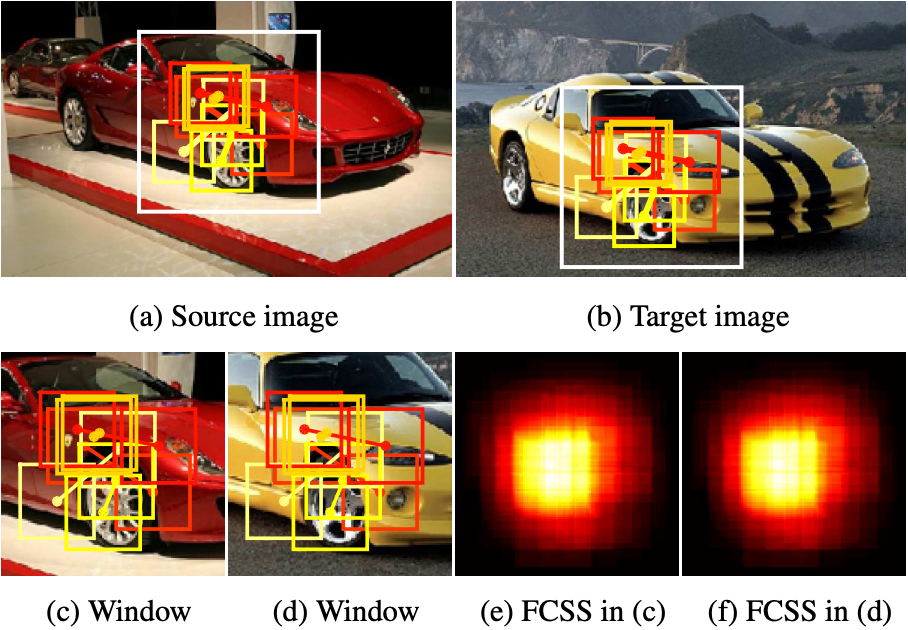 (a) Source image
(b) Target image
(c) Window
(d) Window
(e) FCSS in (c)
(f) FCSS in (d)